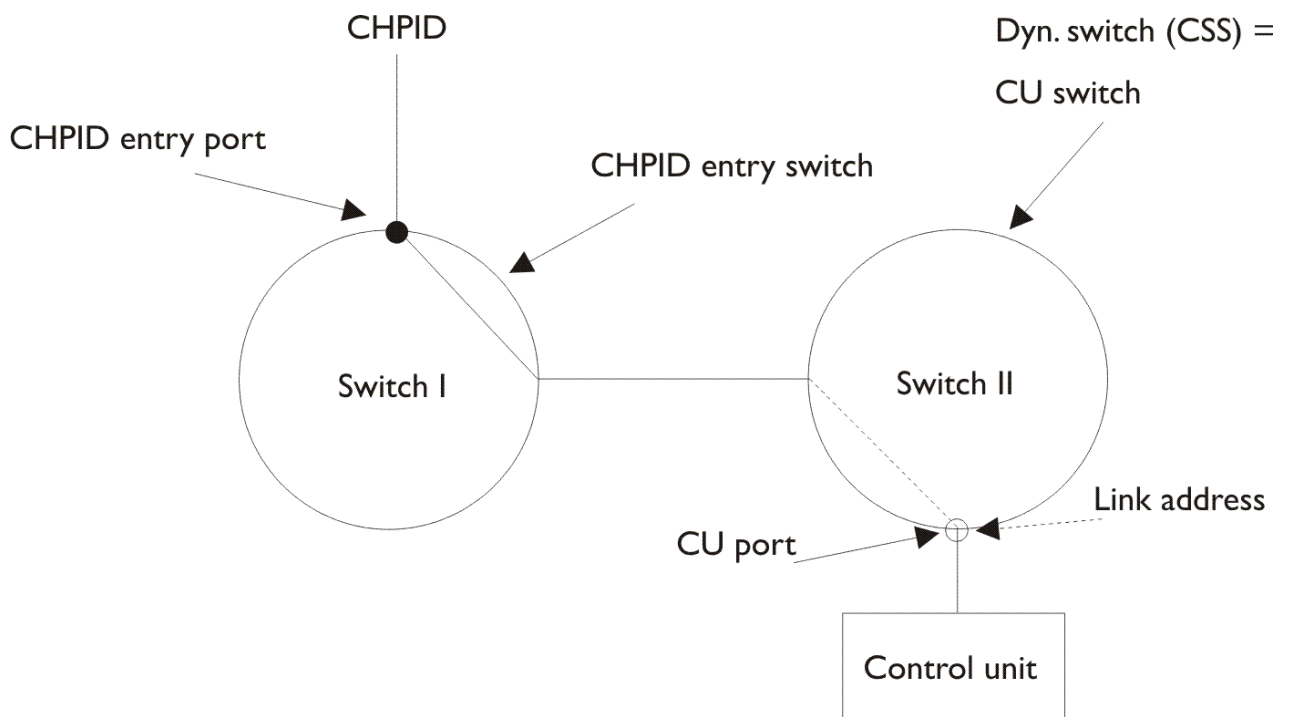 CHPID
Dyn. switch (CSS) =
CU switch
CHPID entry port
CHPID entry switch
Switch I
Switch II
Link address
CU port
Control unit